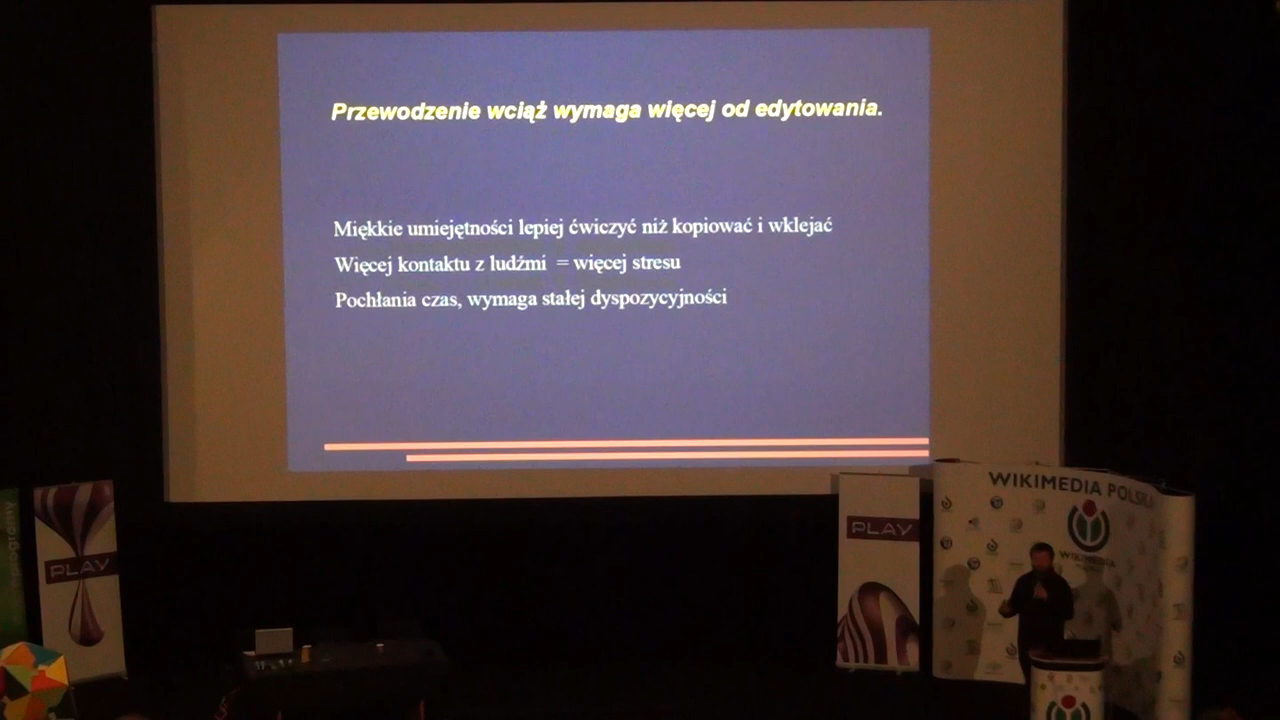 Przewodzenie wciąż wymaga więcej od edytowania.
Miękkie umiejętności lepiej ćwiczyć niż kopiować i wklejać
Więcej kontaktu z ludźmi = więcej stresu
Pochłania czas, wymaga stałej dyspozycyjności
PLAY
PLAY
WIKIMEDIA POLSKA
WIKIMEDIA